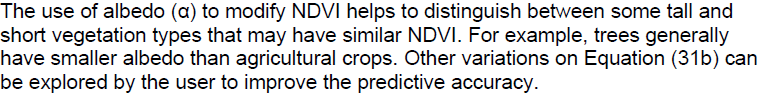 The use of albedo (α) to modify NDVI helps to distinguish between some tall and
short vegetation types that may have similar NDVI. For example, trees generally
have smaller albedo than agricultural crops. Other variations on Equation (31b) can
be explored by the user to improve the predictive accuracy.